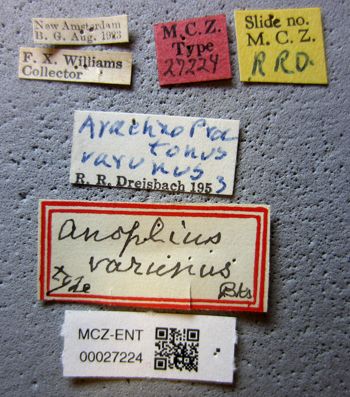 New Amsterdam
B. G. Aug. 1923
F. X. Williams
Collector
M. C. Z.
Type
27224
Slide no.
M. C. Z.
R R D.
Arachnoproc
tonus
varunus
R. R. Dreisbach 1953
Anoplius
varunus
type
Bks
MCZ-ENT
00027224